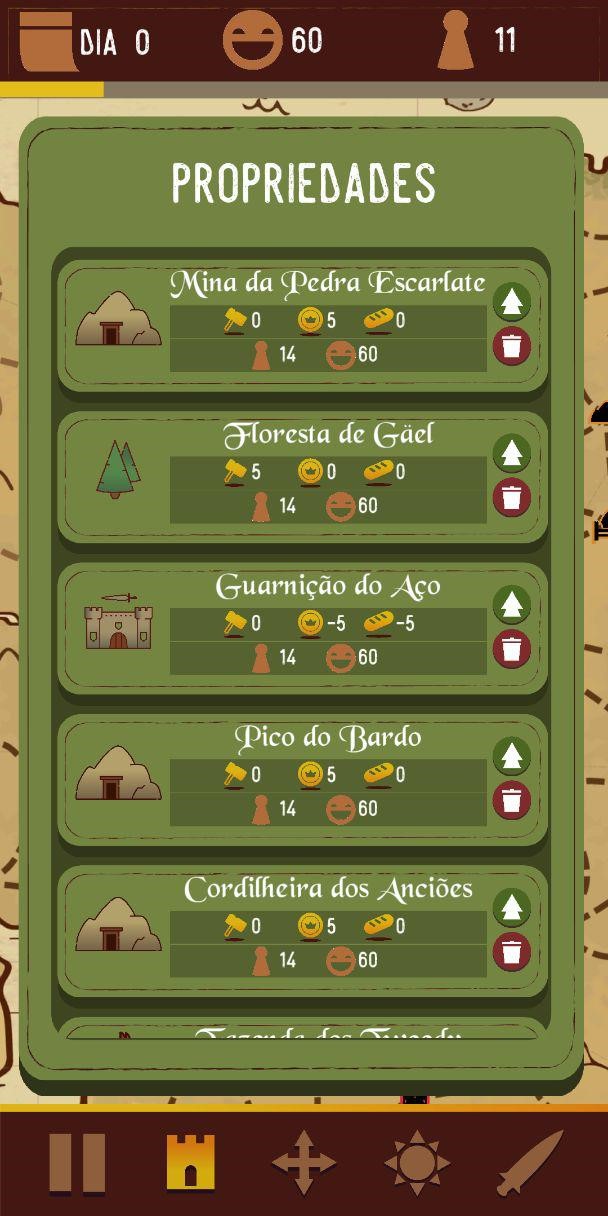 DIA 0 60 11
PROPRIEDADES
Mina da Pedra Escarlate
0 5 0
14 60
Floresta de Gäel
5 0 0
14 60
Guarnição do Aço
0 -5 -5
14 60
Pico do Bardo
0 5 0
14 60
Cordilheira dos Anciões
0 5 0
14 60
Fazenda dos